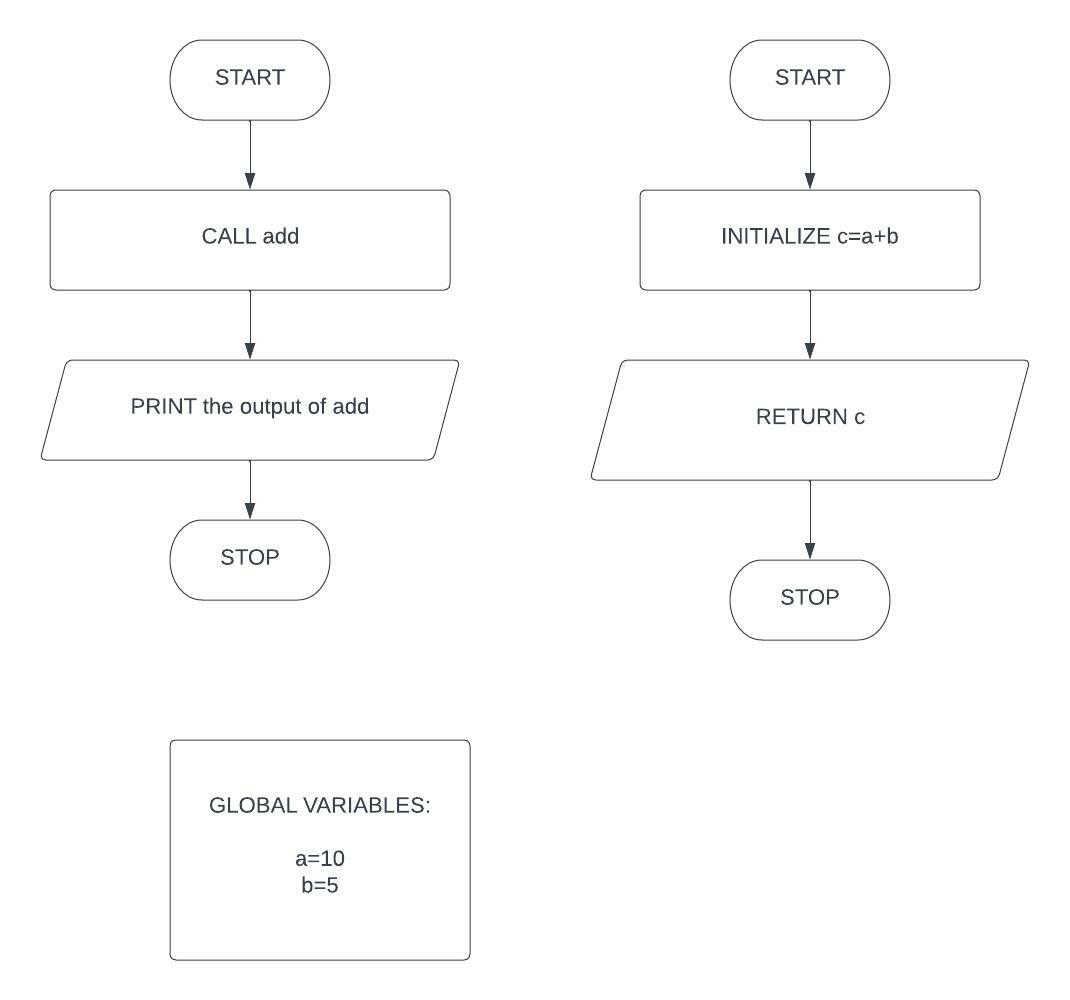 START
CALL add
PRINT the output of add
STOP
START
INITIALIZE c=a+b
RETURN c
STOP
GLOBAL VARIABLES:
a=10
b=5